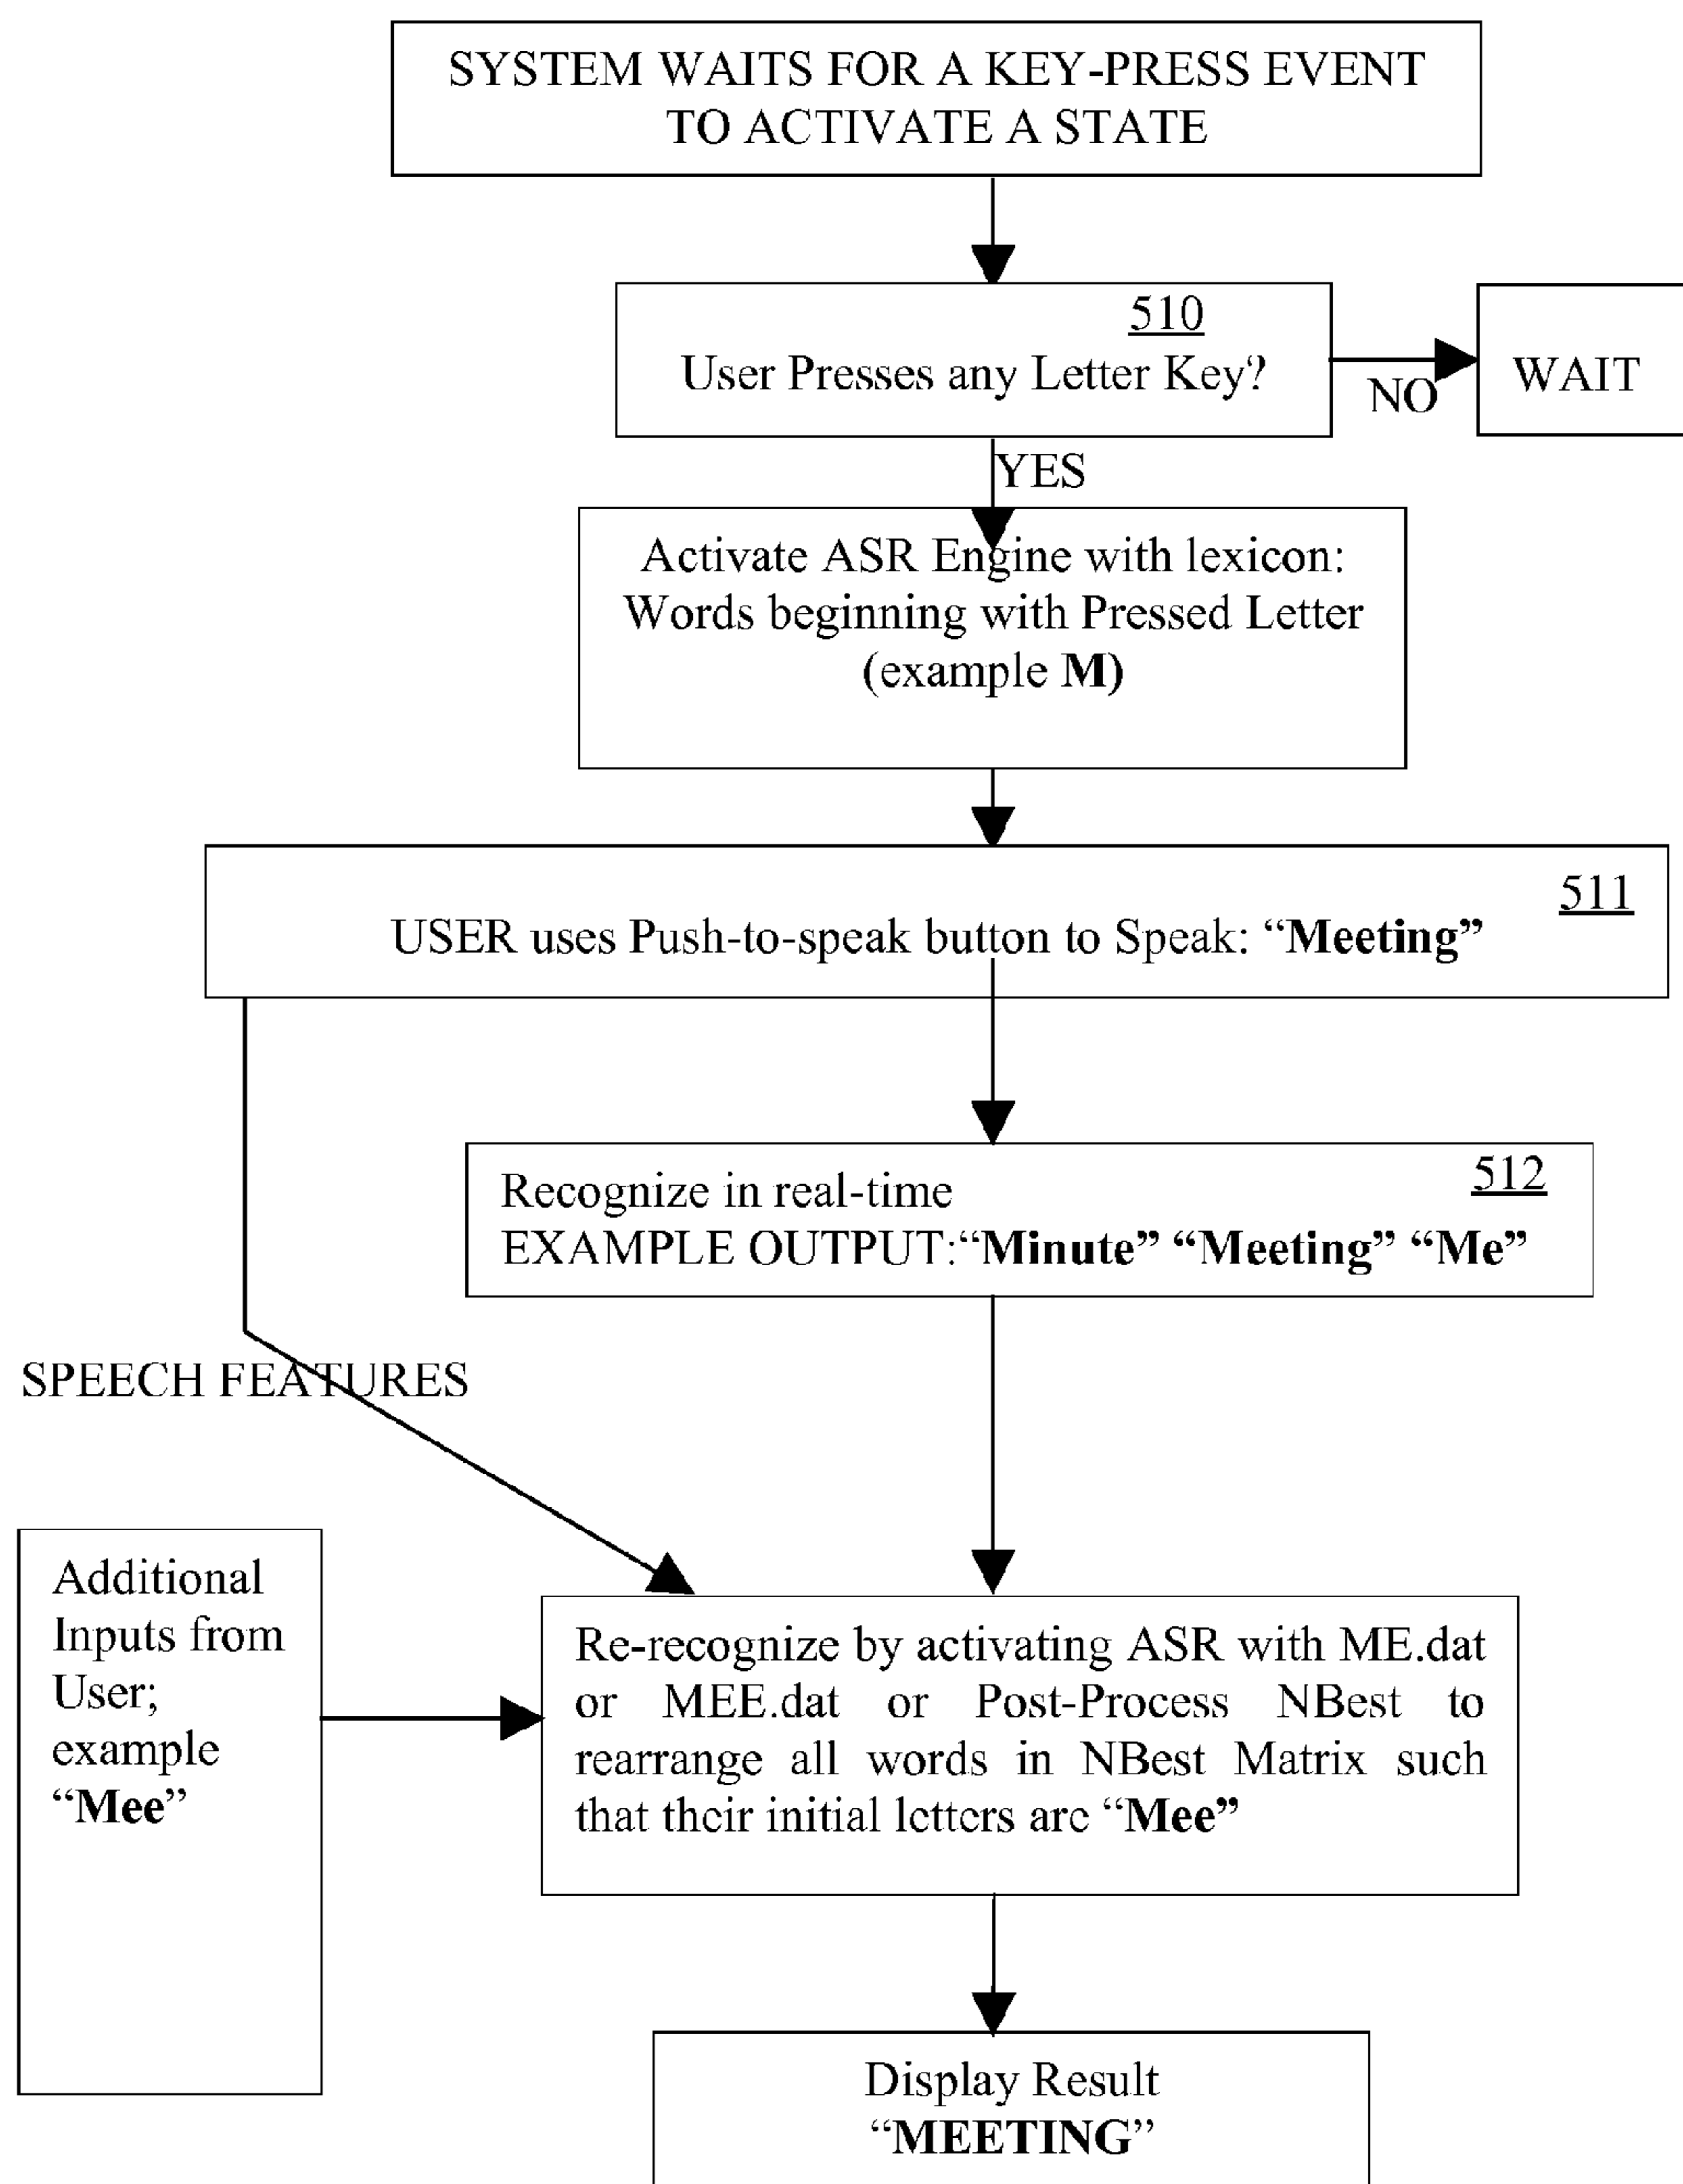 SYSTEM WAITS FOR A KEY-PRESS EVENT
TO ACTIVATE A STATE
510
User Presses any Letter Key?
NO
WAIT
YES
Activate ASR Engine with lexicon:
Words beginning with Pressed Letter
(example M)
511
USER uses Push-to-speak button to Speak: “Meeting”
512
Recognize in real-time
EXAMPLE OUTPUT:“Minute” “Meeting” “Me”
SPEECH FEATURES
Additional
Inputs from
User;
example
“Mee”
Re-recognize by activating ASR with ME.dat
or MEE.dat or Post-Process NBest to
rearrange all words in NBest Matrix such
that their initial letters are “Mee”
Display Result
“MEETING”